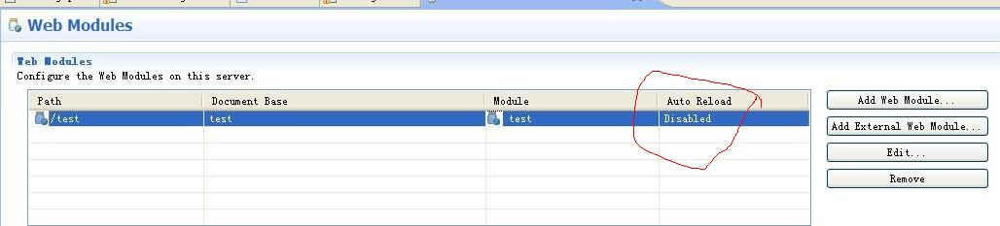 Web Modules
Web Modules
Configure the Web Modules on this server.
Path Document Base Module Auto Reload
/test test test Disabled
Add Web Module...
Add External Web Module...
Edit...
Remove